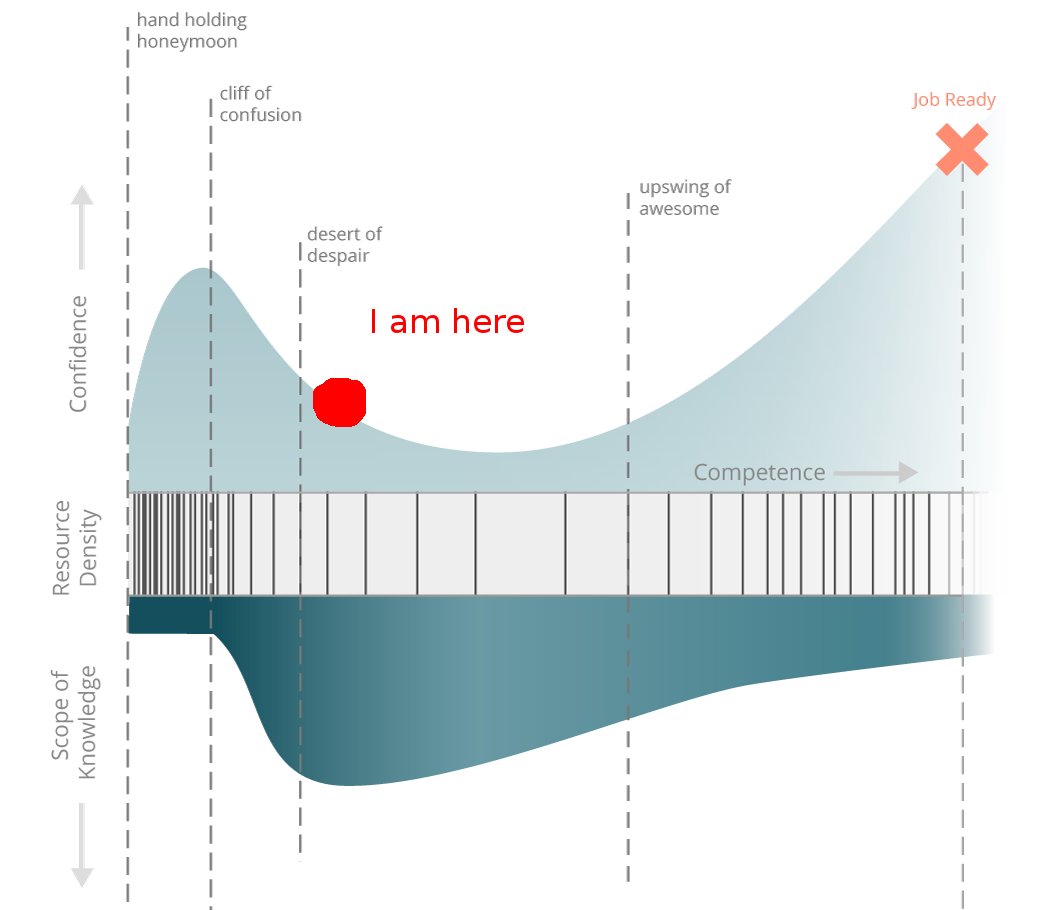 hand holding
honeymoon
cliff of
confusion
Job Ready
upswing of
awesome
desert of
despair
I am here
Confidence
Competence
Resource
Density
Scope of
Knowledge